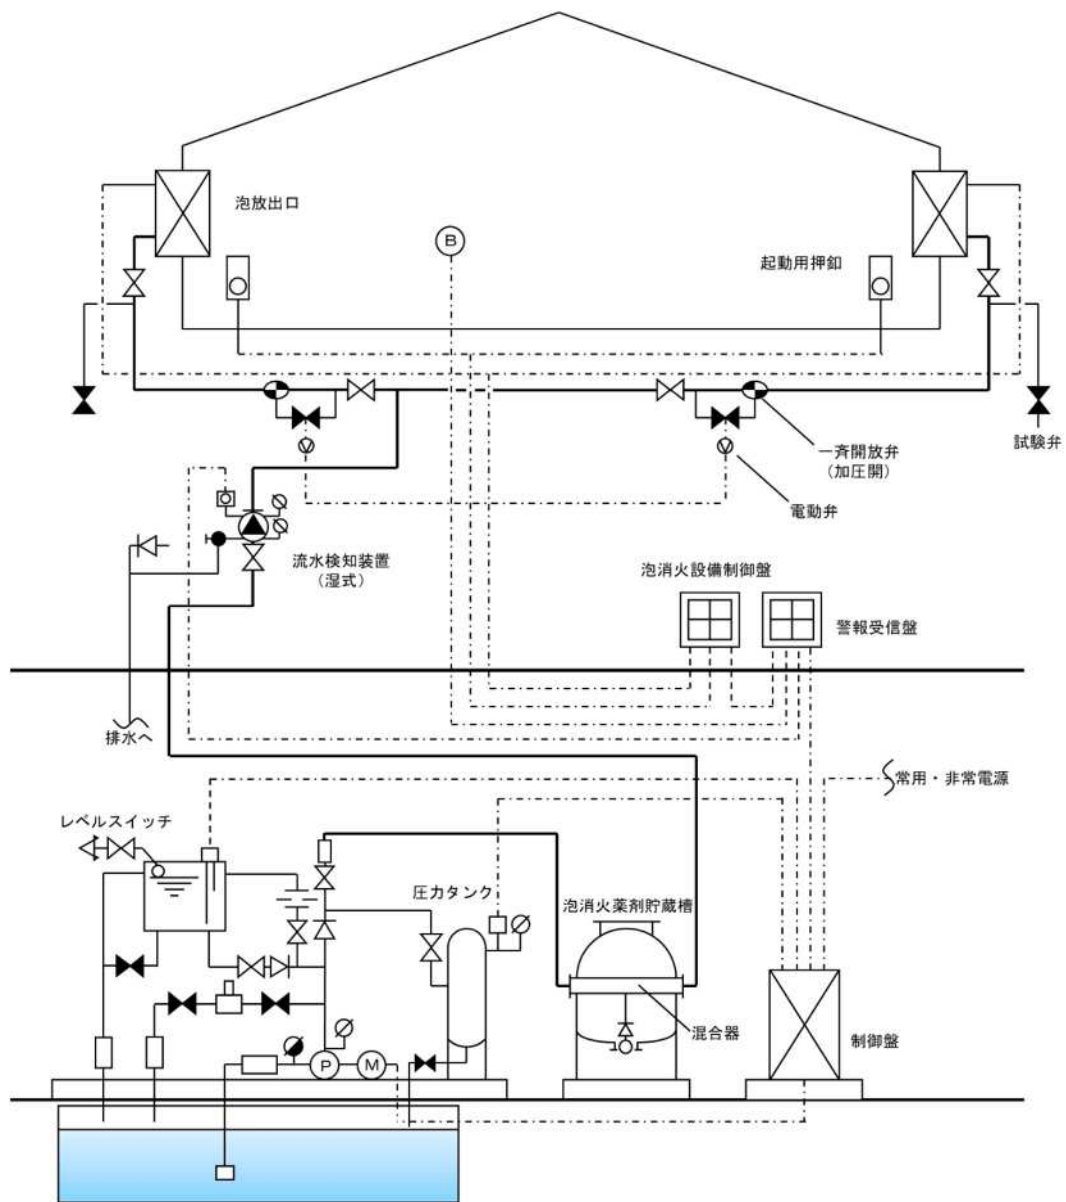 泡放出口
B
起動用押釦
試験弁
一斉開放弁
(加圧開)
電動弁
V
V
流水検知装置
(湿式)
泡消火設備制御盤
警報受信盤
排水へ
常用・非常電源
レベルスイッチ
圧力タンク
泡消火薬剤貯蔵槽
混合器
制御盤
P
M